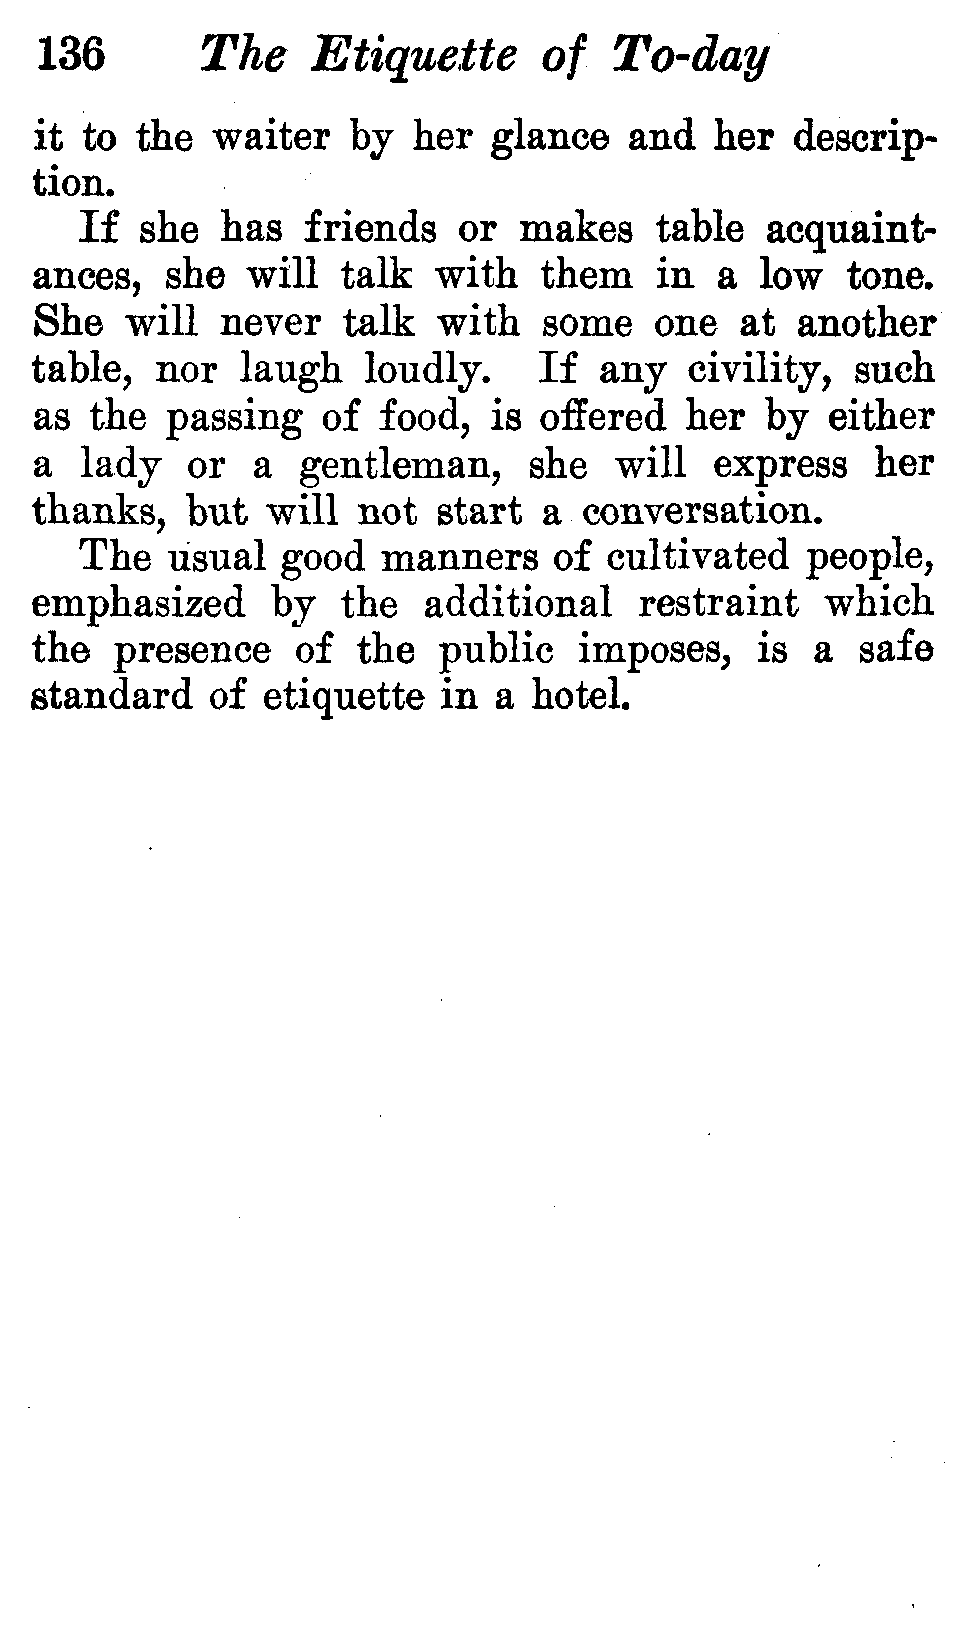 136 The Etiquette of To-day
it to the waiter by her glance and her descrip-
tion.
If she has friends or makes table acquaint-
ances, she will talk with them in a low tone.
She will never talk with some one at another
table, nor laugh loudly. If any civility, such
as the passing of food, is offered her by either
a lady or a gentleman, she will express her
thanks, but will not start a conversation.
The usual good manners of cultivated people,
emphasized by the additional restraint which
the presence of the public imposes, is a safe
standard of etiquette in a hotel.